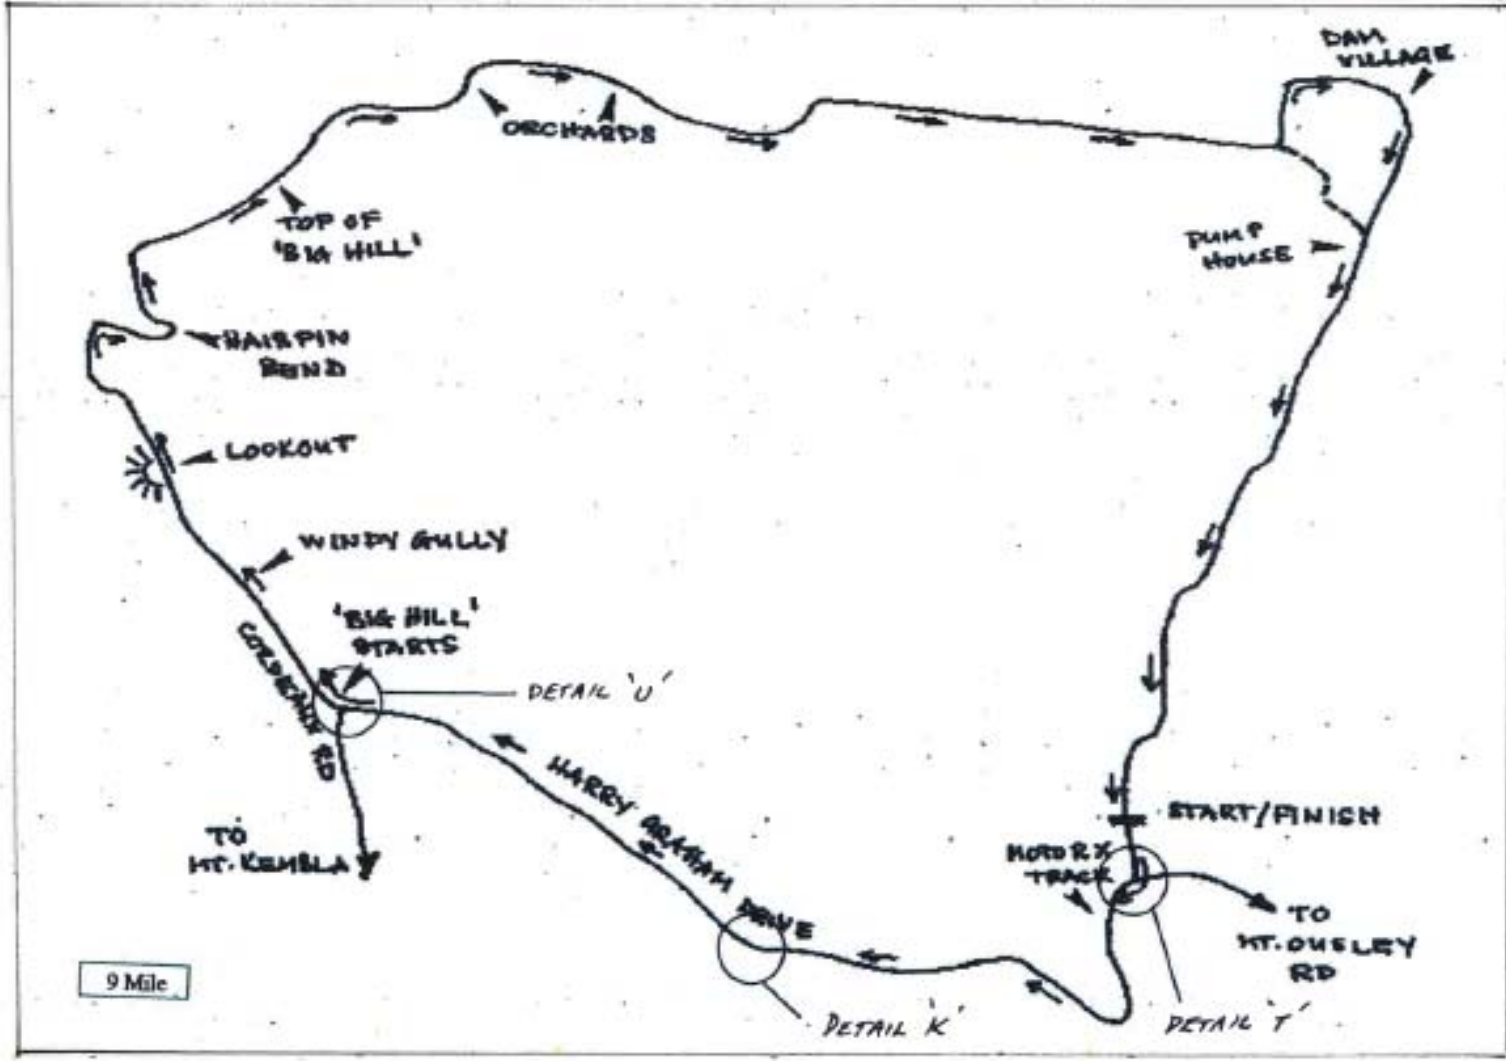 DAM
VILLAGE
ORCHARDS
TOP OF
'BIG HILL'
PUMP
HOUSE
HAIRPIN
BEND
LOOKOUT
WINDY GULLY
'BIG HILL'
STARTS
CORDEAUX RD
DETAIL 'U'
HARRY GRAHAM DRIVE
START/FINISH
TO
MT. KEMBLA
MOTOR X
TRACK
TO
MT. OUSLEY
RD
9 Mile
DETAIL 'K'
DETAIL 'T'